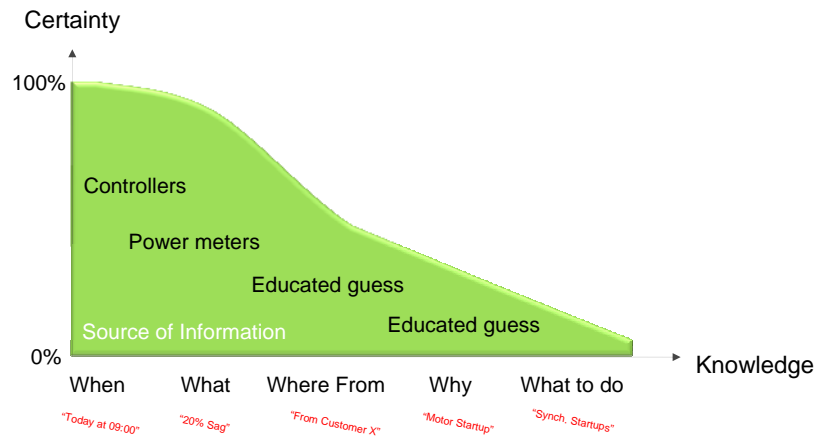 Certainty
100%
Controllers
Power meters
Educated guess
Educated guess
Source of Information
0%
Knowledge
When What Where From Why What to do
"Today at 09:00" "20% Sag" "From Customer X" "Motor Startup" "Synch. Startups"